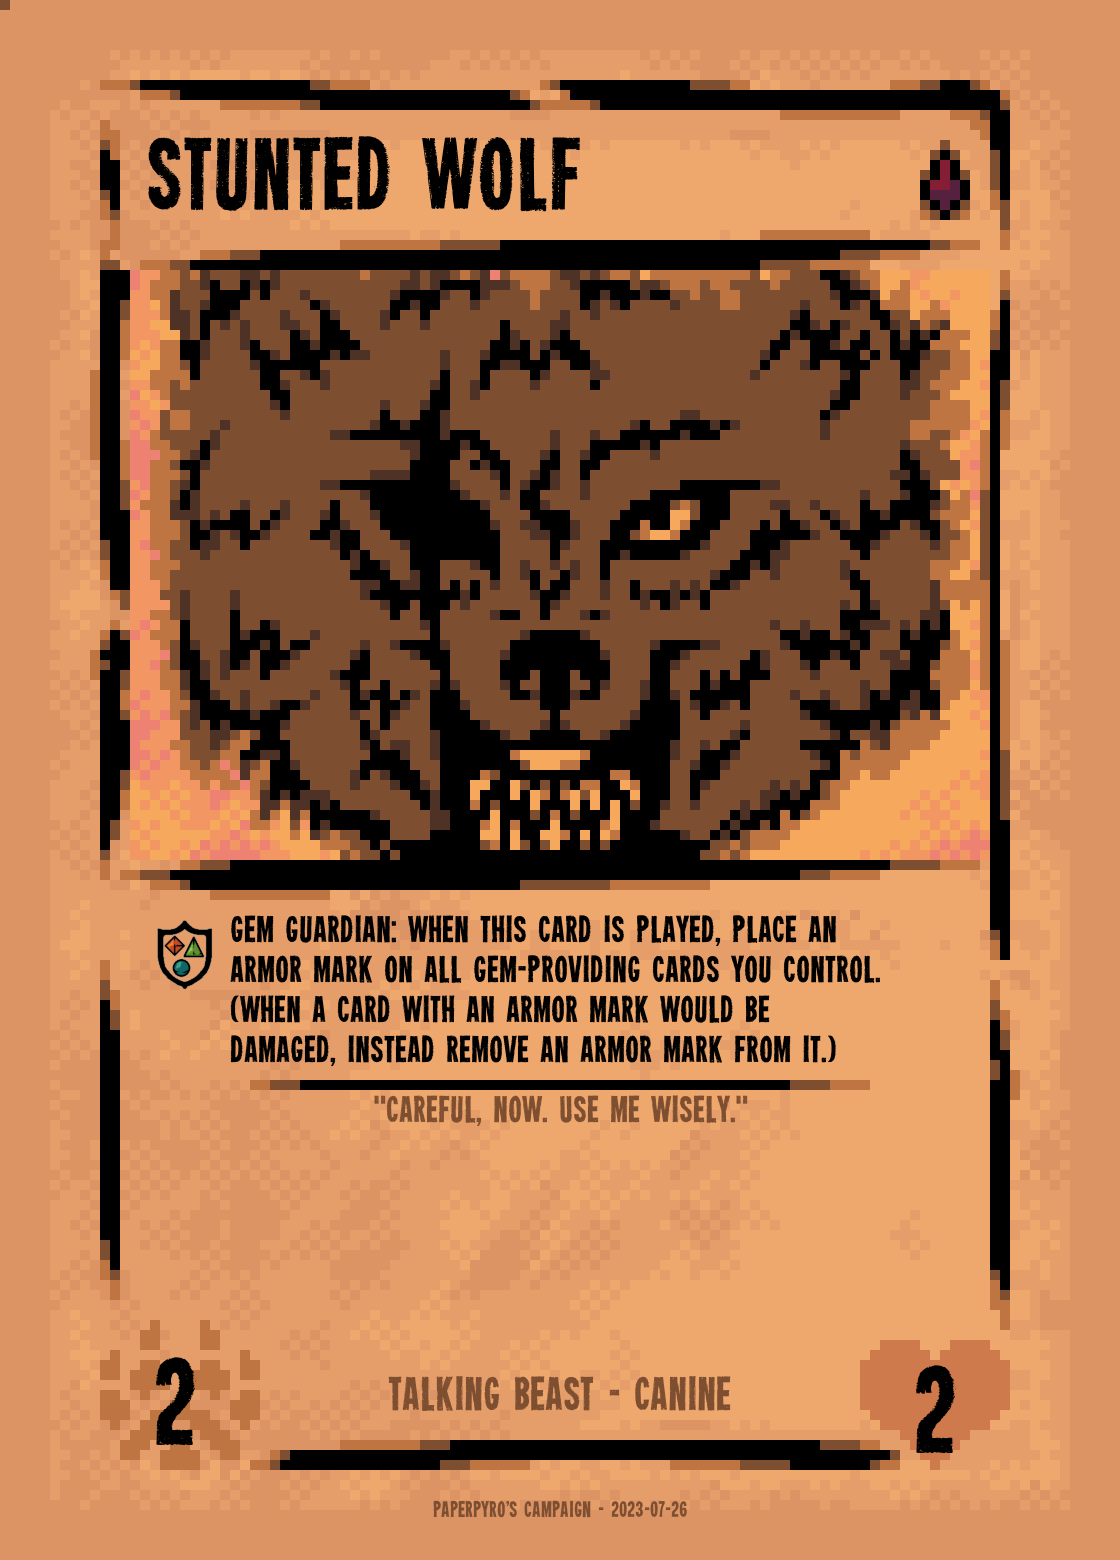 STUNTED WOLF
GEM GUARDIAN: WHEN THIS CARD IS PLAYED, PLACE AN
ARMOR MARK ON ALL GEM-PROVIDING CARDS YOU CONTROL.
(WHEN A CARD WITH AN ARMOR MARK WOULD BE
DAMAGED, INSTEAD REMOVE AN ARMOR MARK FROM IT.)
"CAREFUL, NOW. USE ME WISELY."
2
TALKING BEAST - CANINE
2
PAPERPYRO'S CAMPAIGN - 2023-07-26